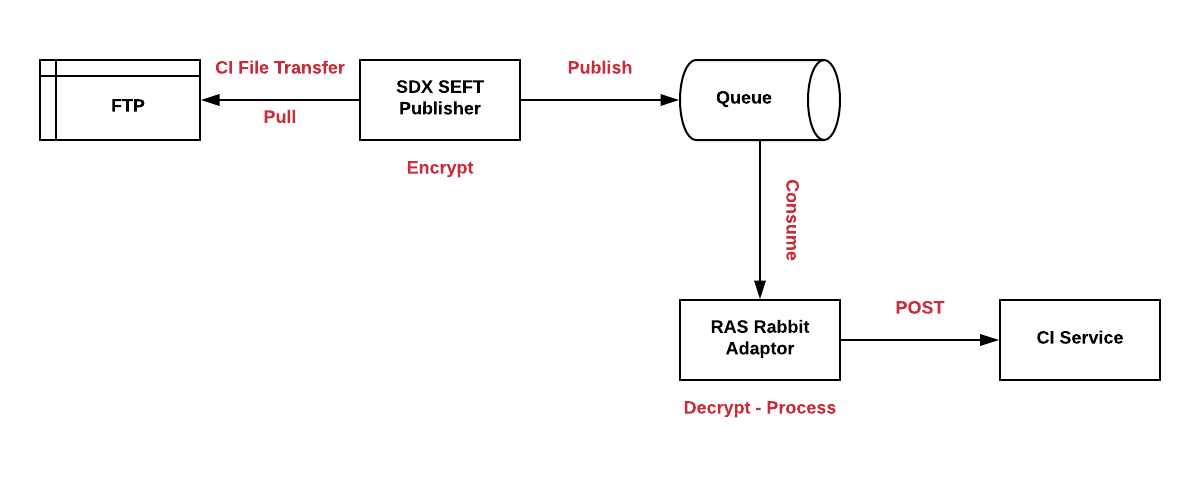 CI File Transfer
FTP
Pull
SDX SEFT
Publisher
Encrypt
Publish
Queue
Consume
RAS Rabbit
Adaptor
Decrypt - Process
POST
CI Service